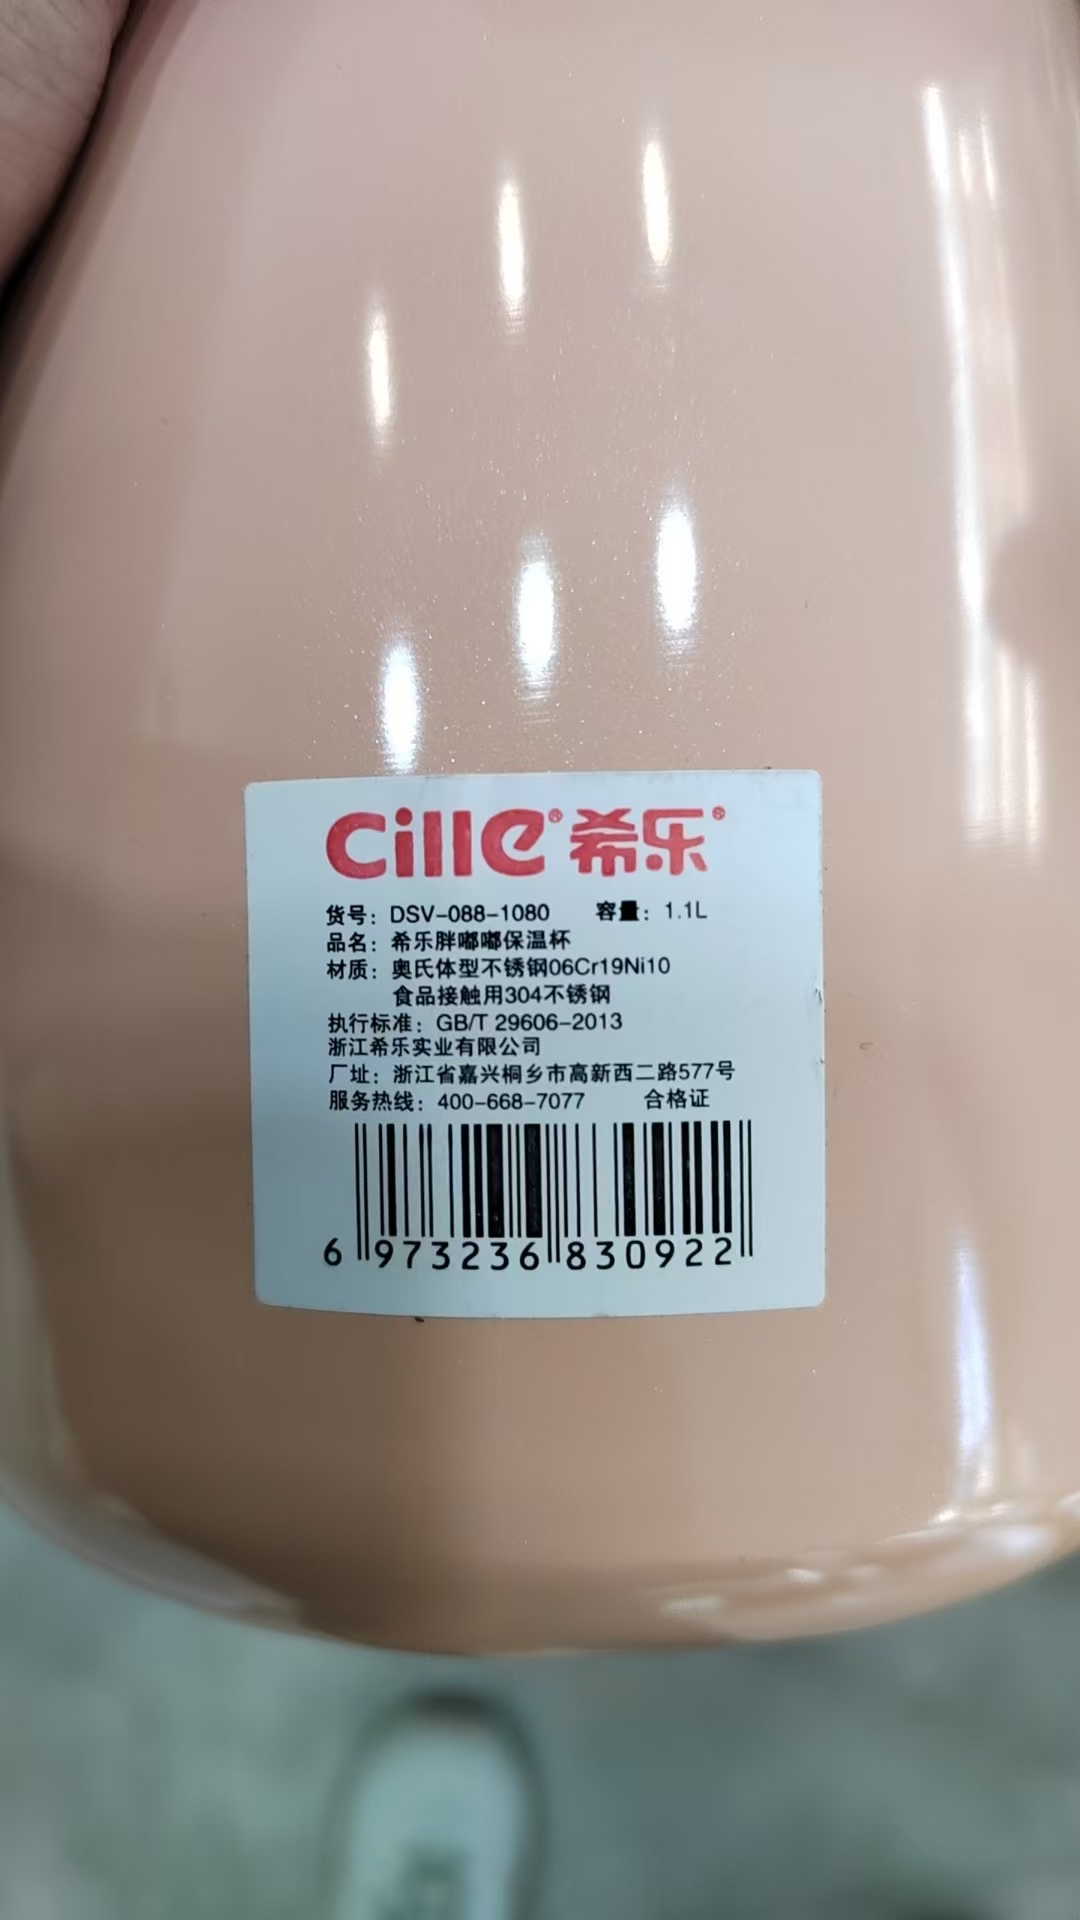 cille® 希乐®
货号：DSV-088-1080 容量：1.1L
品名：希乐胖嘟嘟保温杯
材质：奥氏体型不锈钢06Cr19Ni10
食品接触用304不锈钢
执行标准：GB/T 29606-2013
浙江希乐实业有限公司
厂址：浙江省嘉兴桐乡市高新西二路577号
服务热线：400-668-7077 合格证
6 973236 830922